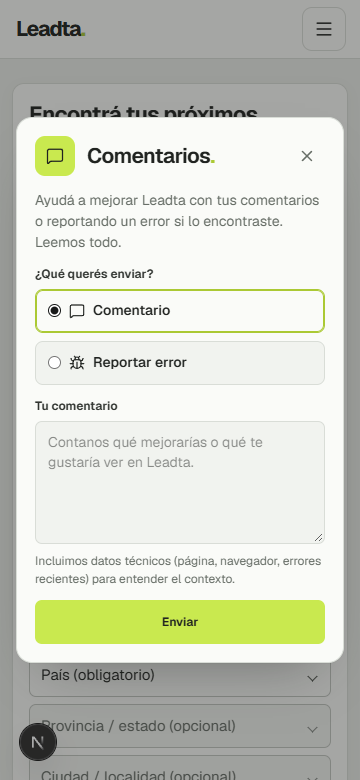 Leadta.
Encontrá tus próximos
Comentarios.
Ayudá a mejorar Leadta con tus comentarios
o reportando un error si lo encontraste.
Leemos todo.
¿Qué querés enviar?
Comentario
Reportar error
Tu comentario
Contanos qué mejorarías o qué te
gustaría ver en Leadta.
Incluimos datos técnicos (página, navegador, errores
recientes) para entender el contexto.
Enviar
País (obligatorio)
Provincia / estado (opcional)
N
Ciudad / localidad (opcional)